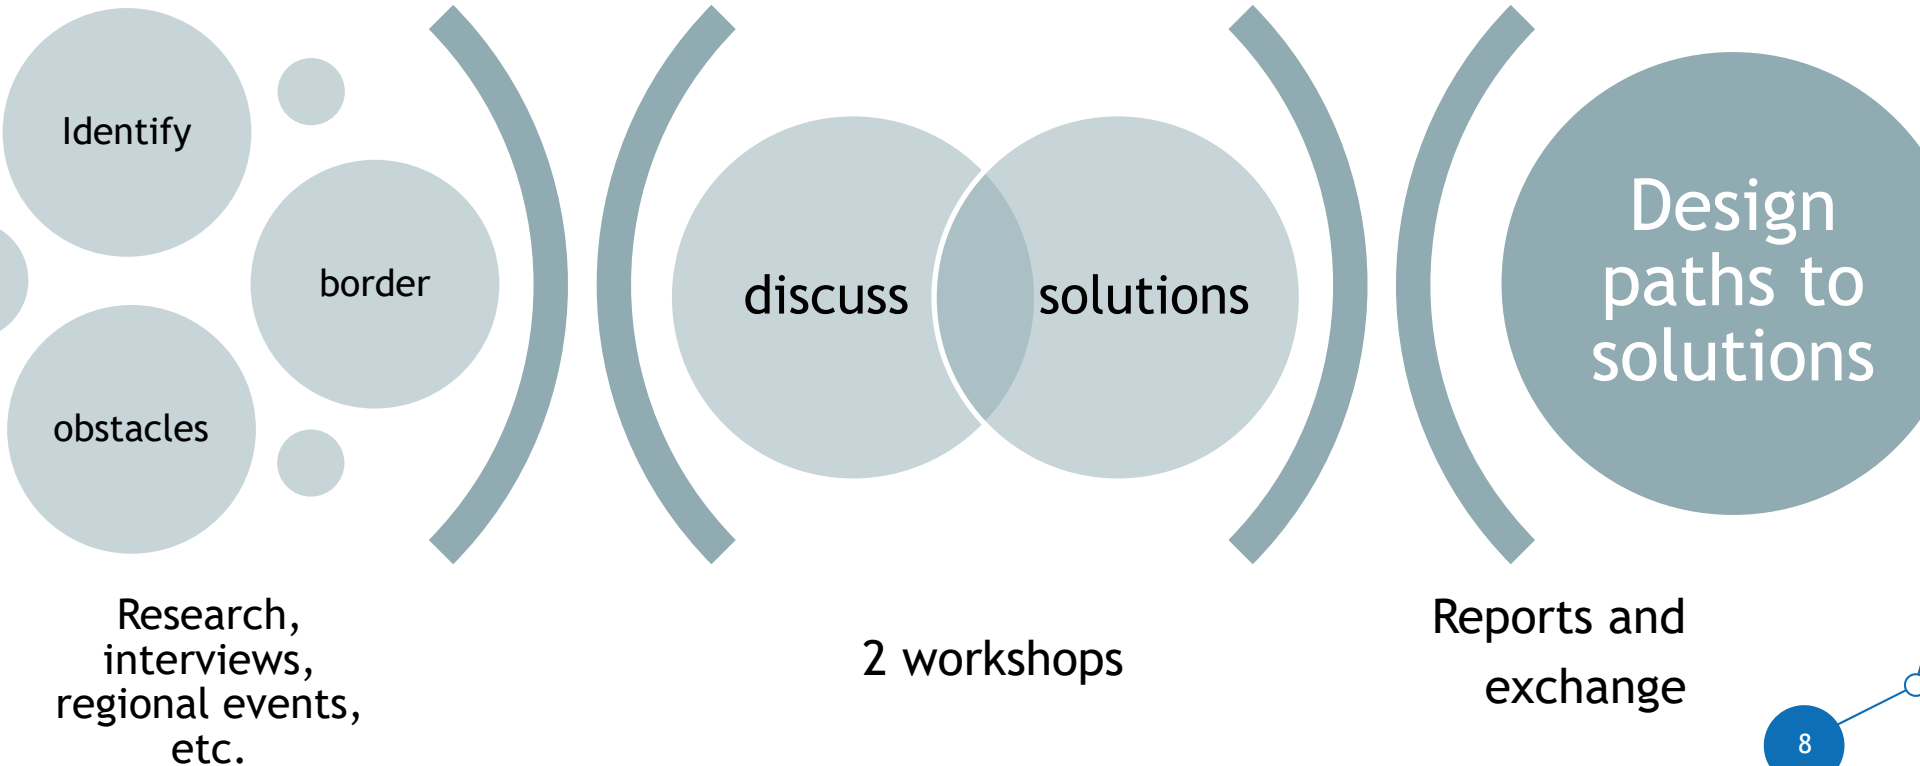 Identify
border
obstacles
discuss
solutions
Design
paths to
solutions
Research,
interviews,
regional events,
etc.
2 workshops
Reports and
exchange
8